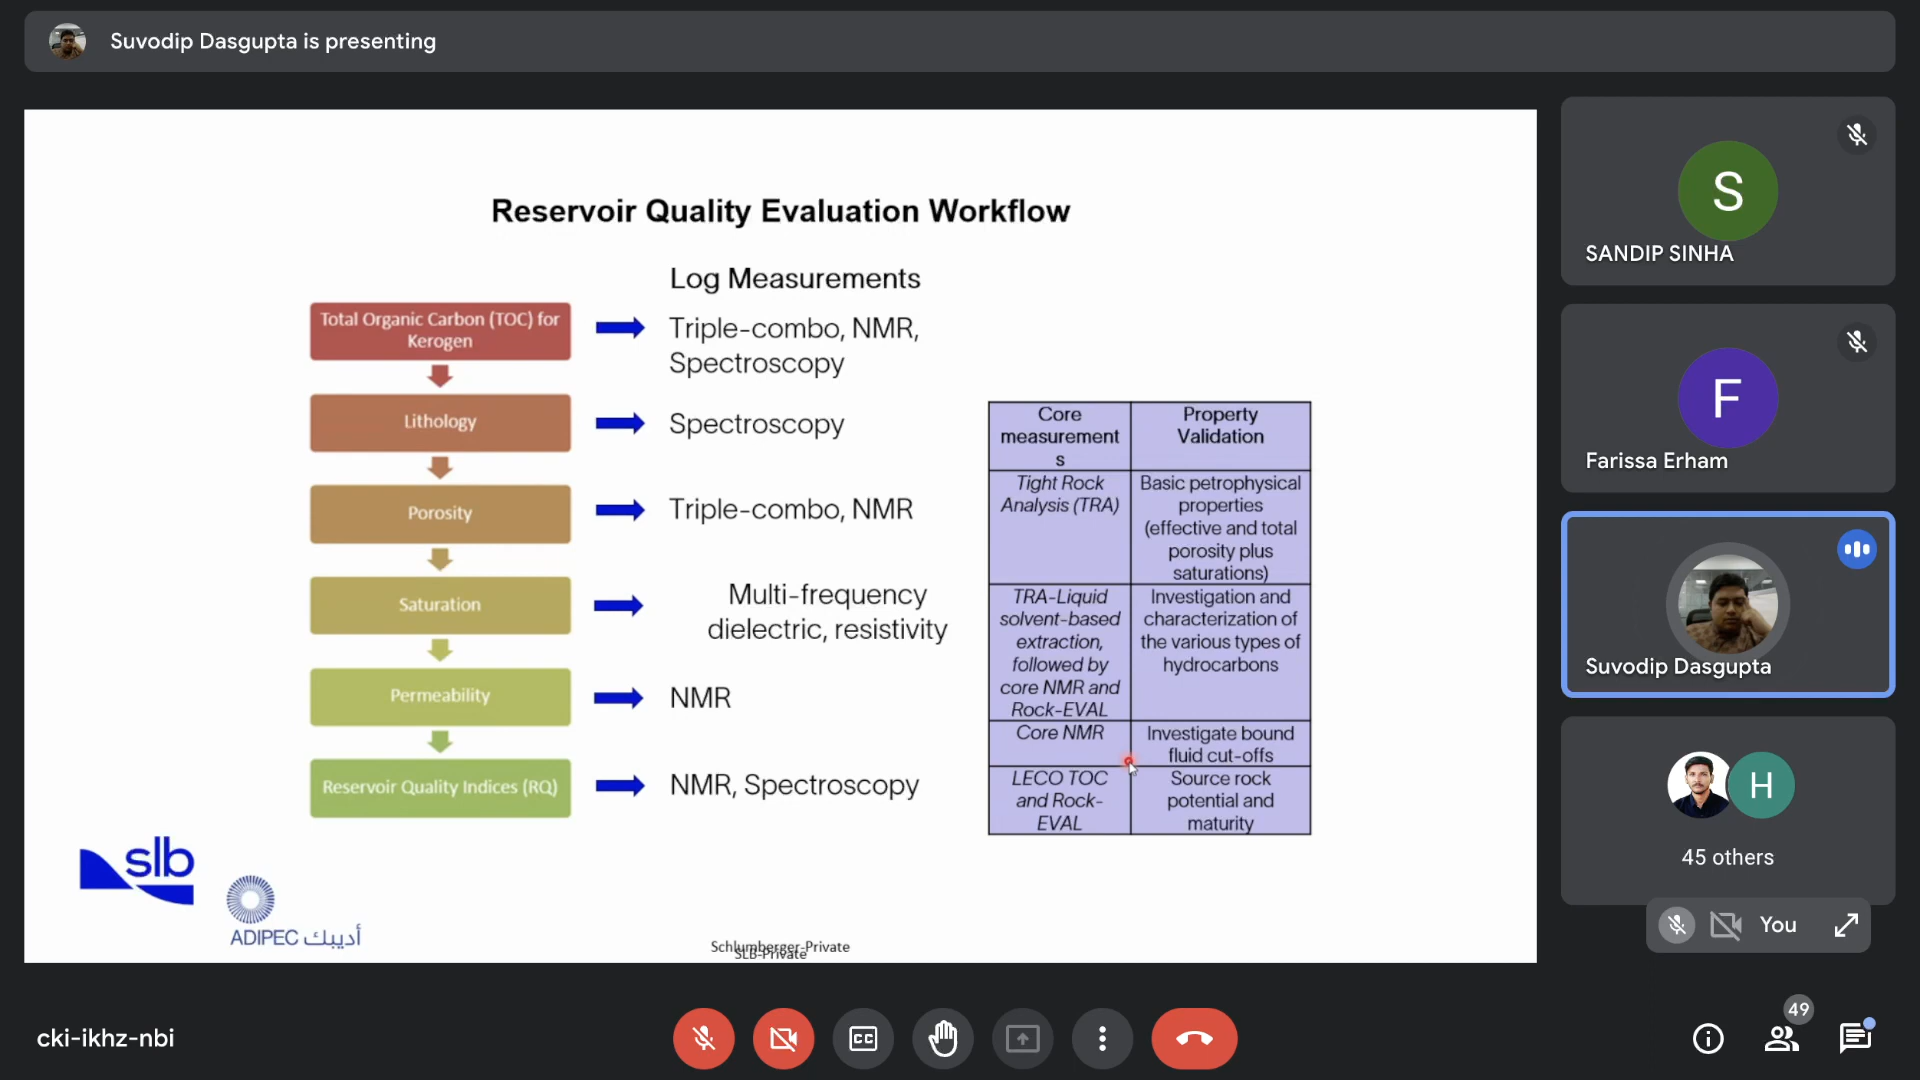 Suvodip Dasgupta is presenting
Reservoir Quality Evaluation Workflow
Log Measurements
Total Organic Carbon (TOC) for
Kerogen
Triple-combo, NMR,
Spectroscopy
Lithology
Spectroscopy
Porosity
Triple-combo, NMR
Saturation
Multi-frequency
dielectric, resistivity
Permeability
NMR
Reservoir Quality Indices (RQ)
NMR, Spectroscopy
Core
measurement
s
Property
Validation
Tight Rock
Analysis (TRA)
Basic petrophysical
properties
(effective and total
porosity plus
saturations)
TRA-Liquid
solvent-based
extraction,
followed by
core NMR and
Rock-EVAL
Investigation and
characterization of
the various types of
hydrocarbons
Core NMR
Investigate bound
fluid cut-offs
LECO TOC
and Rock-
EVAL
Source rock
potential and
maturity
slb
ADIPEC أديبك
Schlumberger-Private
SLB-Private
S
SANDIP SINHA
F
Farissa Erham
Suvodip Dasgupta
H
45 others
You
cki-ikhz-nbi
CC
49